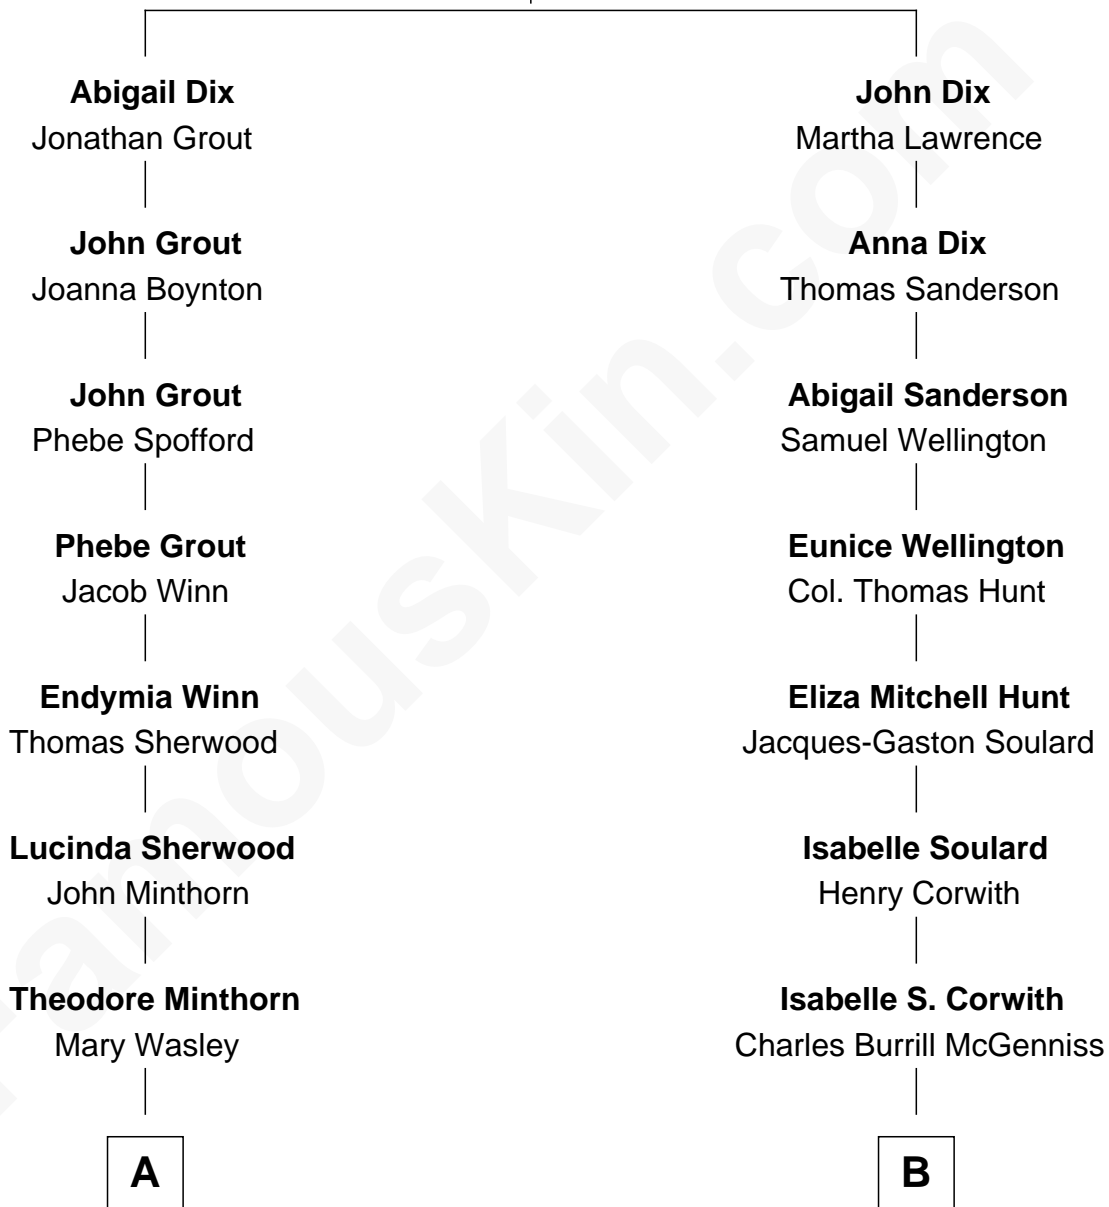 Abigail Dix
Jonathan Grout
John Grout
Joanna Boynton
John Grout
Phebe Spofford
Phebe Grout
Jacob Winn
Endymia Winn
Thomas Sherwood
Lucinda Sherwood
John Minthorn
Theodore Minthorn
Mary Wasley
A
John Dix
Martha Lawrence
Anna Dix
Thomas Sanderson
Abigail Sanderson
Samuel Wellington
Eunice Wellington
Col. Thomas Hunt
Eliza Mitchell Hunt
Jacques-Gaston Soulard
Isabelle Soulard
Henry Corwith
Isabelle S. Corwith
Charles Burrill McGenniss
B
FamousKin.com